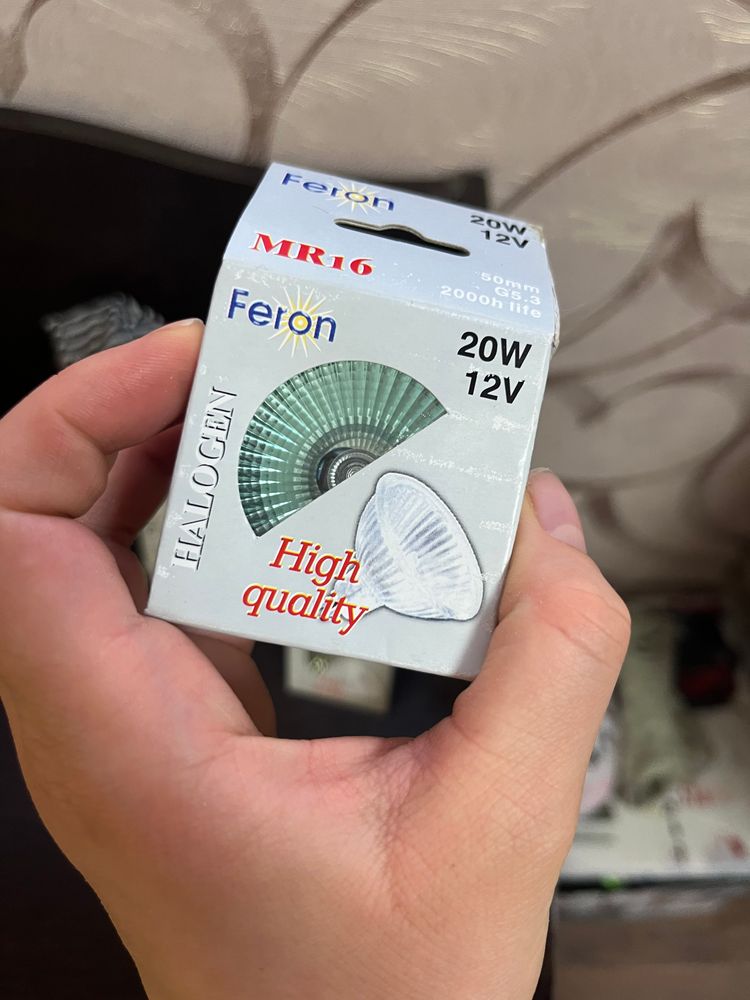 Feron
20W
12V
MR16
50mm
G5.3
2000h life
Feron
20W
12V
HALOGEN
High
quality